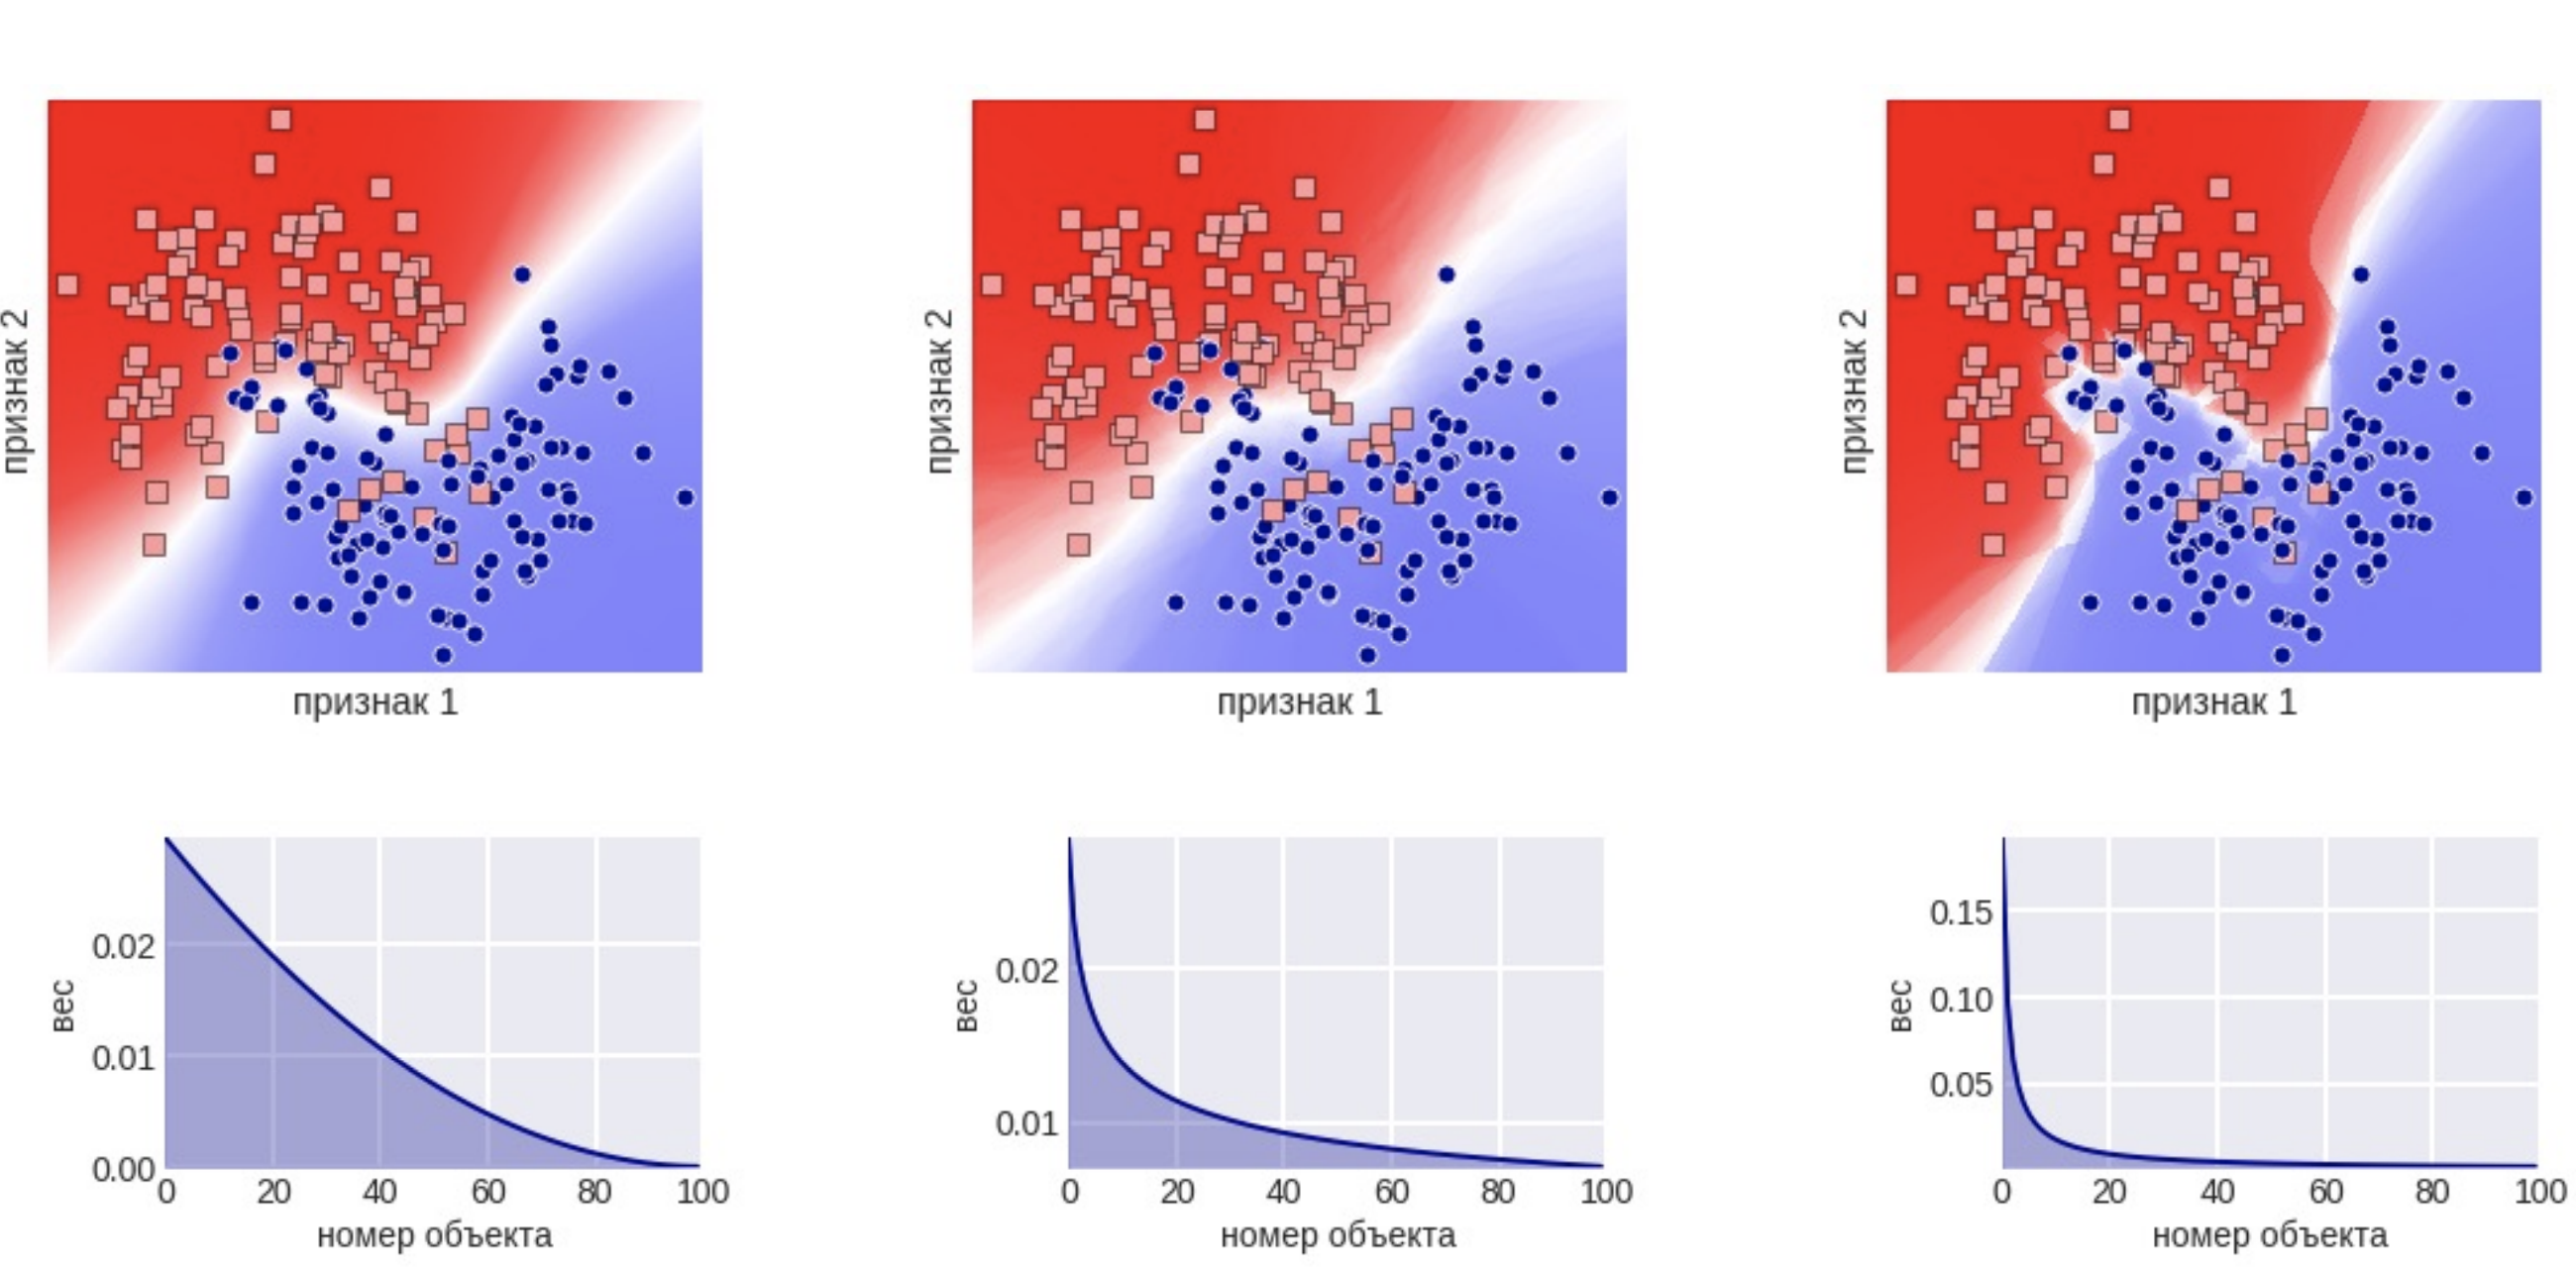 признак 2
признак 1
признак 2
признак 1
признак 2
признак 1
вес
0.02
0.01
0.00
0 20 40 60 80 100
номер объекта
вес
0.02
0.01
0 20 40 60 80 100
номер объекта
вес
0.15
0.10
0.05
0 20 40 60 80 100
номер объекта